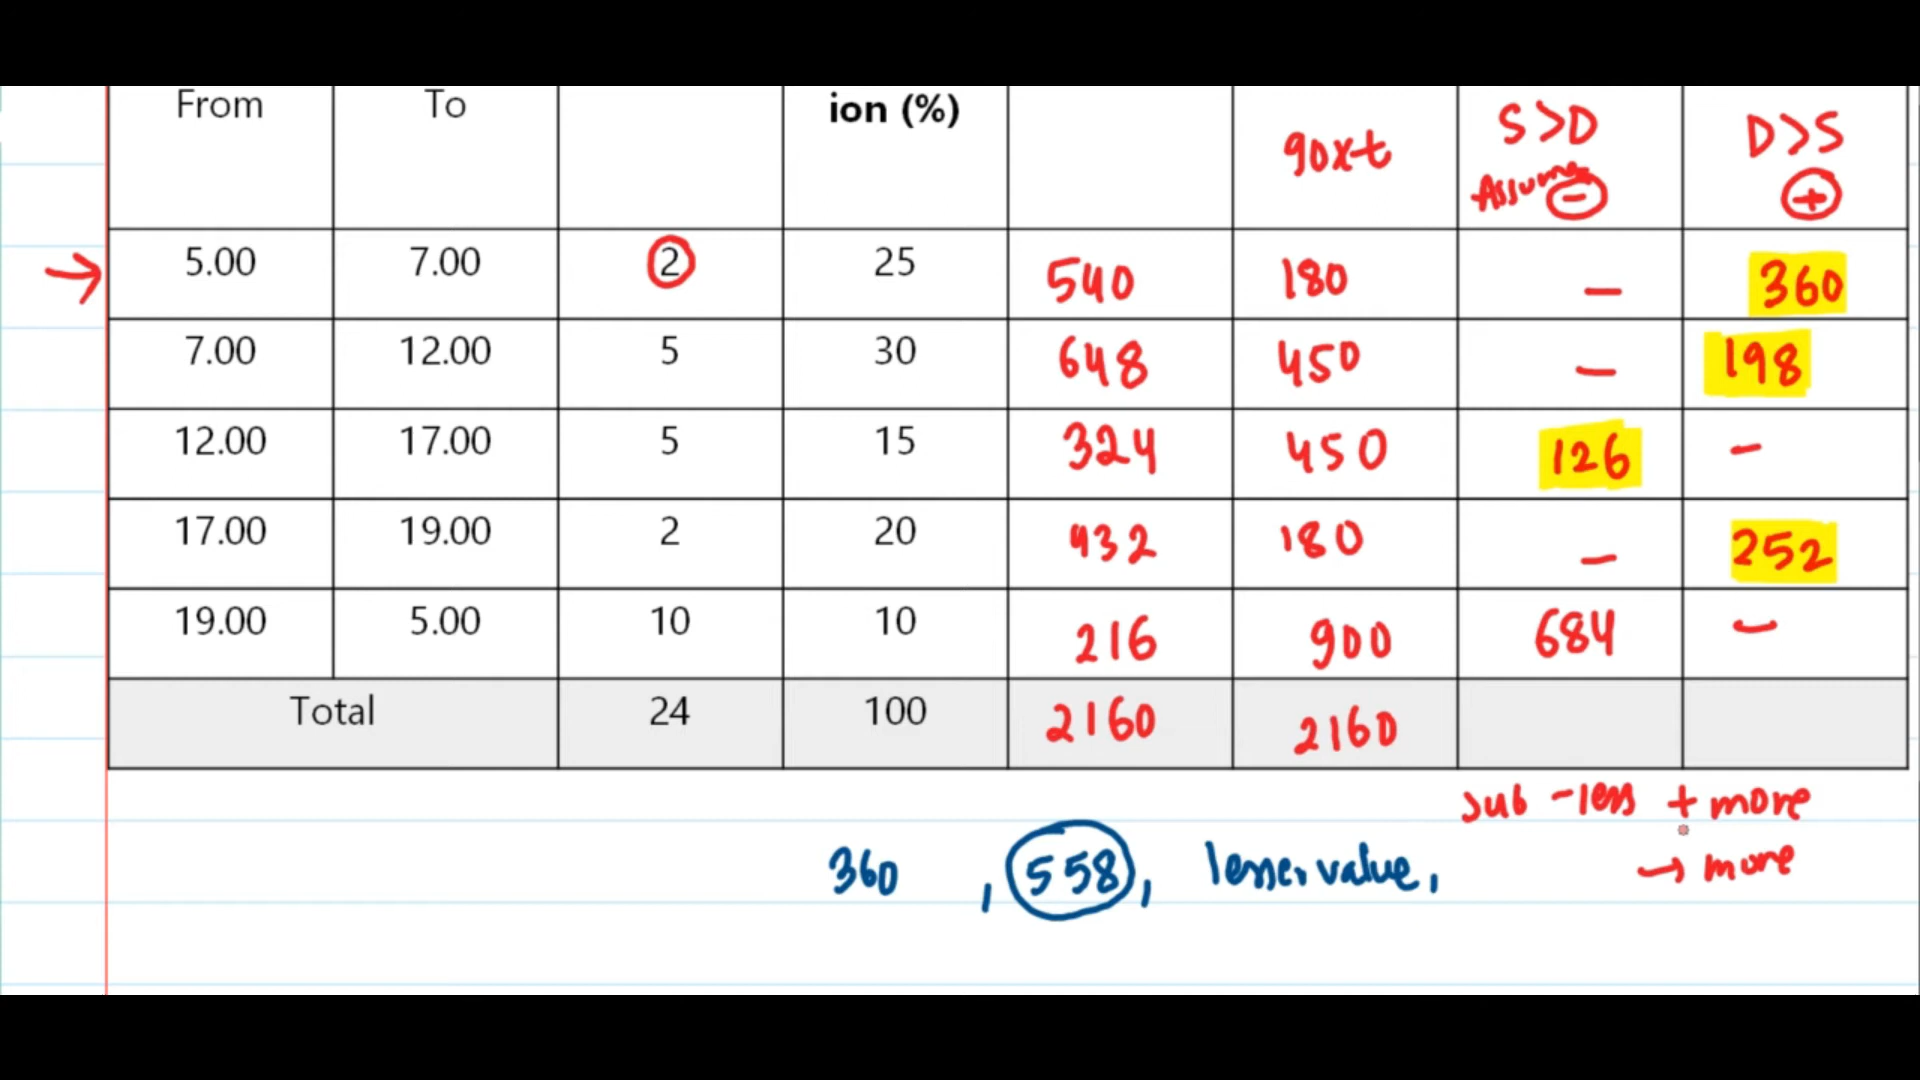 From To ion (%) 90xt S>D D>S
Assume - +
5.00 7.00 2 25 540 180 - 360
7.00 12.00 5 30 648 450 - 198
12.00 17.00 5 15 324 450 126 -
17.00 19.00 2 20 432 180 - 252
19.00 5.00 10 10 216 900 684 -
Total 24 100 2160 2160
sub -less + more
360 , 558, lesser value, → more